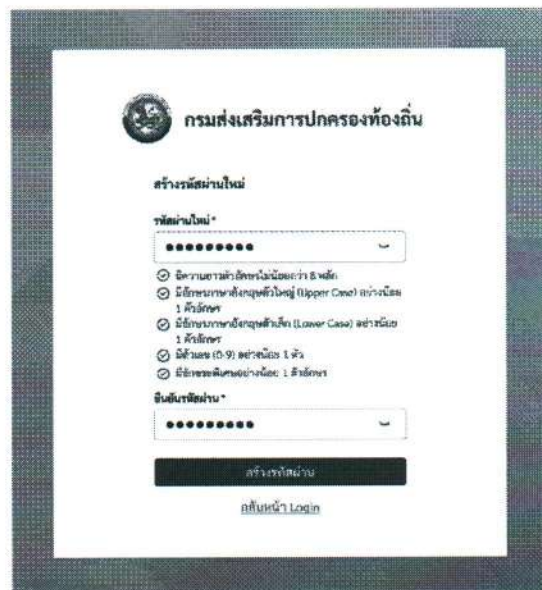 กรมส่งเสริมการปกครองท้องถิ่น
สร้างรหัสผ่านใหม่
รหัสผ่านใหม่*
●●●●●●●●●
มีความยาวตัวอักษรไม่น้อยกว่า 8 หลัก
มีอักษรภาษาอังกฤษตัวใหญ่ (Upper Case) อย่างน้อย
1 ตัวอักษร
มีอักษรภาษาอังกฤษตัวเล็ก (Lower Case) อย่างน้อย
1 ตัวอักษร
มีตัวเลข (0-9) อย่างน้อย 1 ตัว
มีอักขระพิเศษอย่างน้อย 1 ตัวอักษร
ยืนยันรหัสผ่าน*
●●●●●●●●●
สร้างรหัสผ่าน
กลับหน้า Login